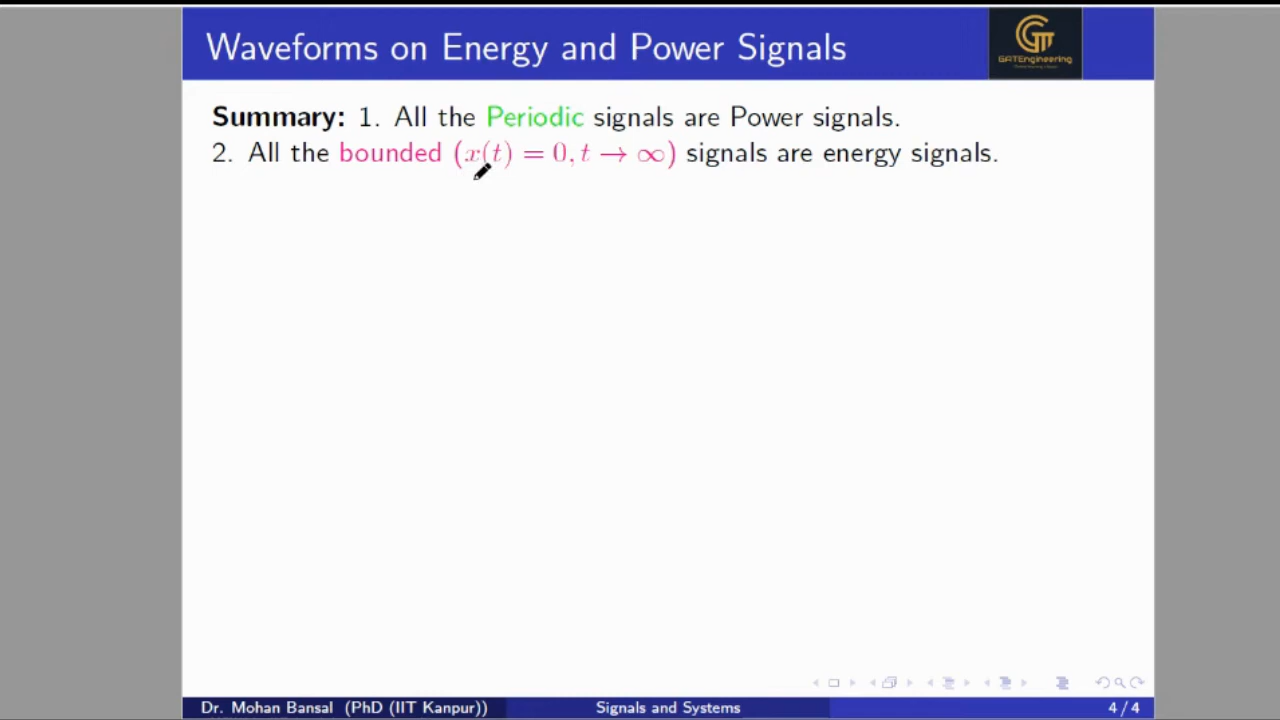 Waveforms on Energy and Power Signals
GATEngineering
Summary: 1. All the Periodic signals are Power signals.
2. All the bounded (x(t) = 0, t → ∞) signals are energy signals.
Dr. Mohan Bansal (PhD (IIT Kanpur))
Signals and Systems
4 / 4